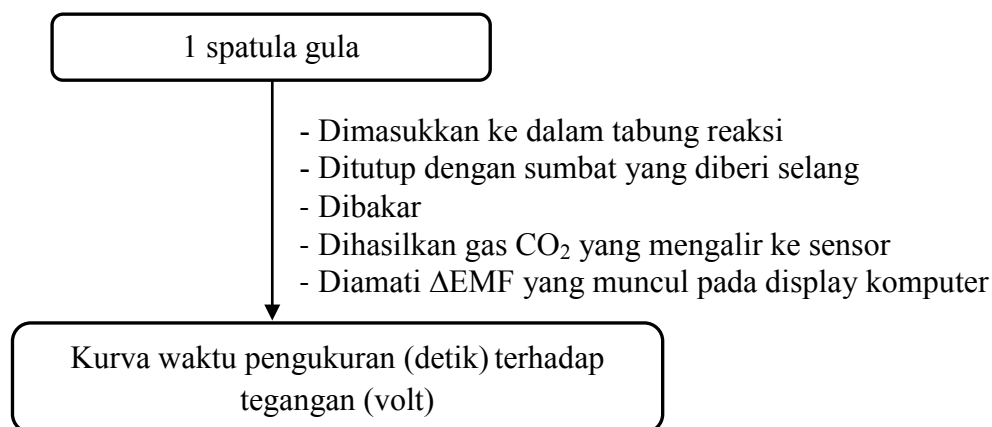 1 spatula gula
- Dimasukkan ke dalam tabung reaksi
- Ditutup dengan sumbat yang diberi selang
- Dibakar
- Dihasilkan gas CO₂ yang mengalir ke sensor
- Diamati ΔEMF yang muncul pada display komputer
Kurva waktu pengukuran (detik) terhadap
tegangan (volt)